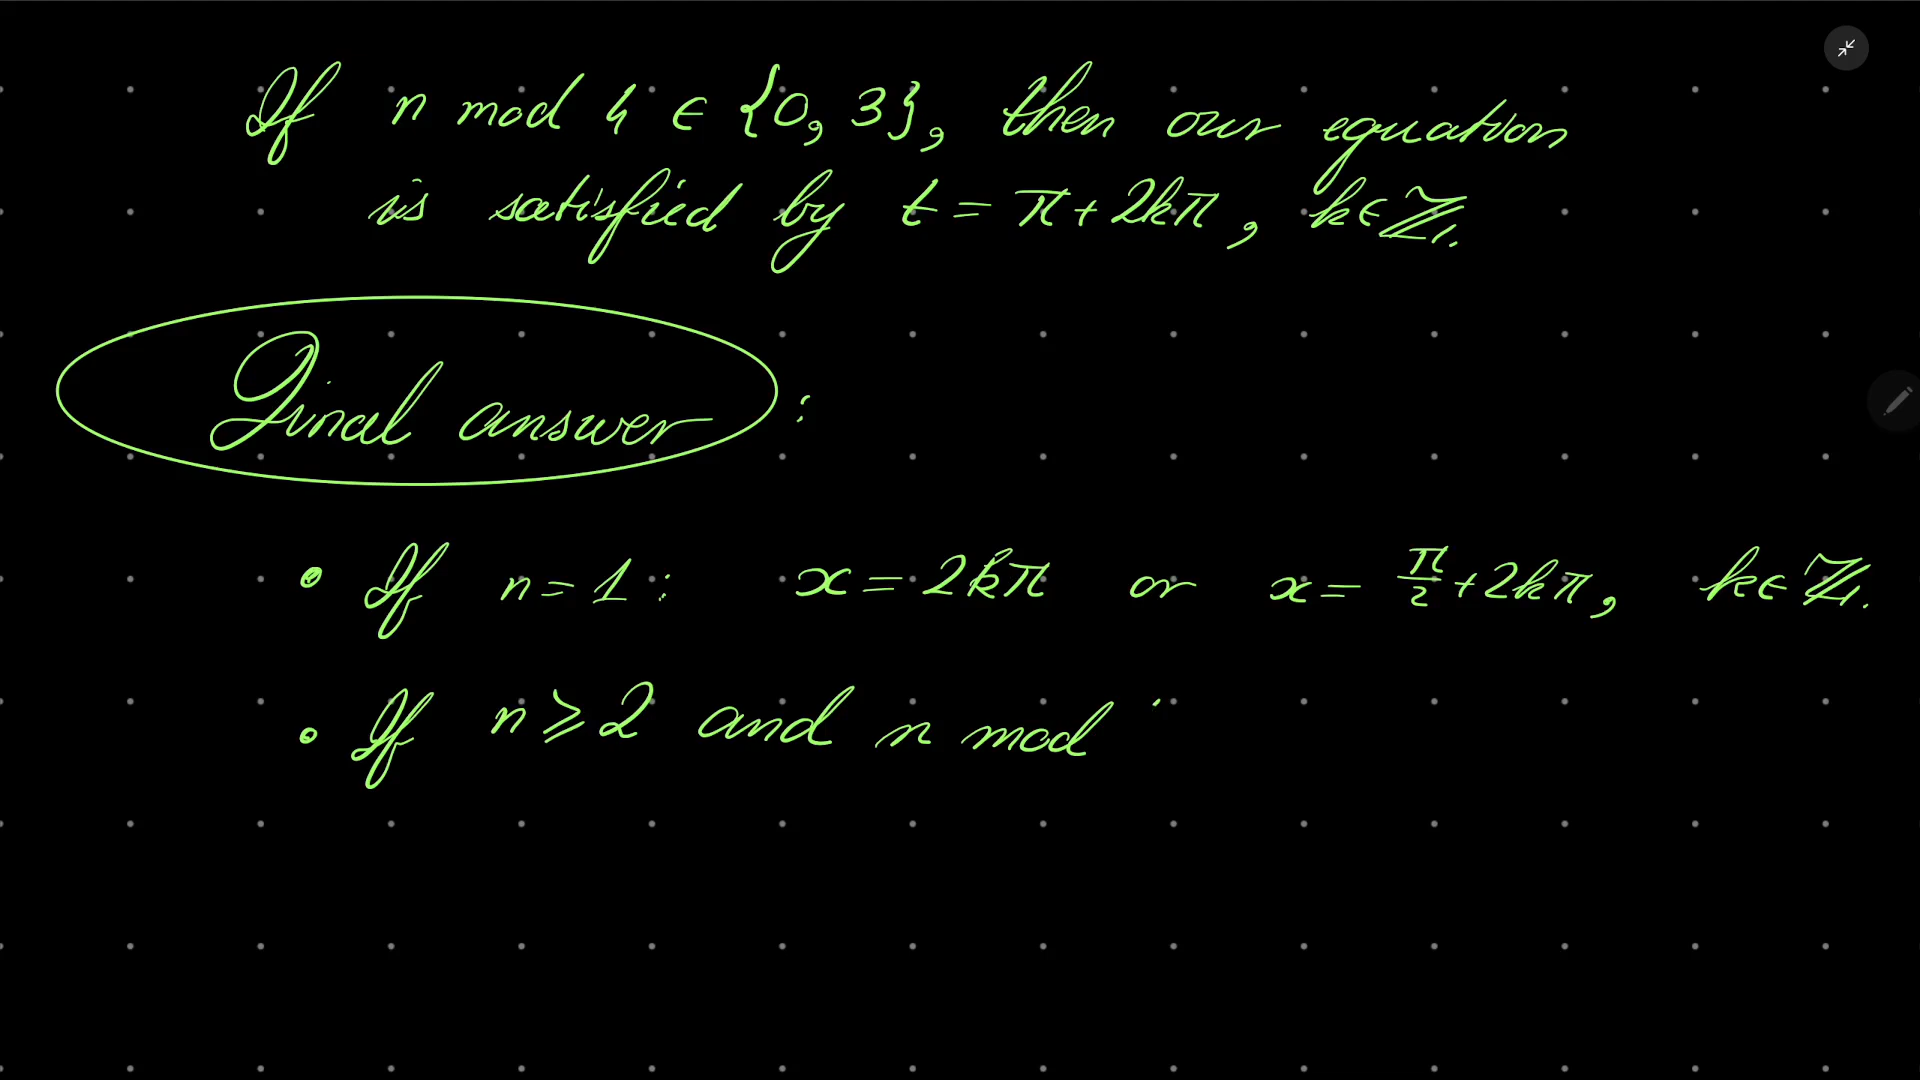 If n mod 4 ∈ {0, 3}, then our equation
is satisfied by t = π + 2kπ, k ∈ ℤ.
Final answer :
• If n = 1 : x = 2kπ or x = π/2 + 2kπ, k ∈ ℤ.
• If n ⩾ 2 and n mod